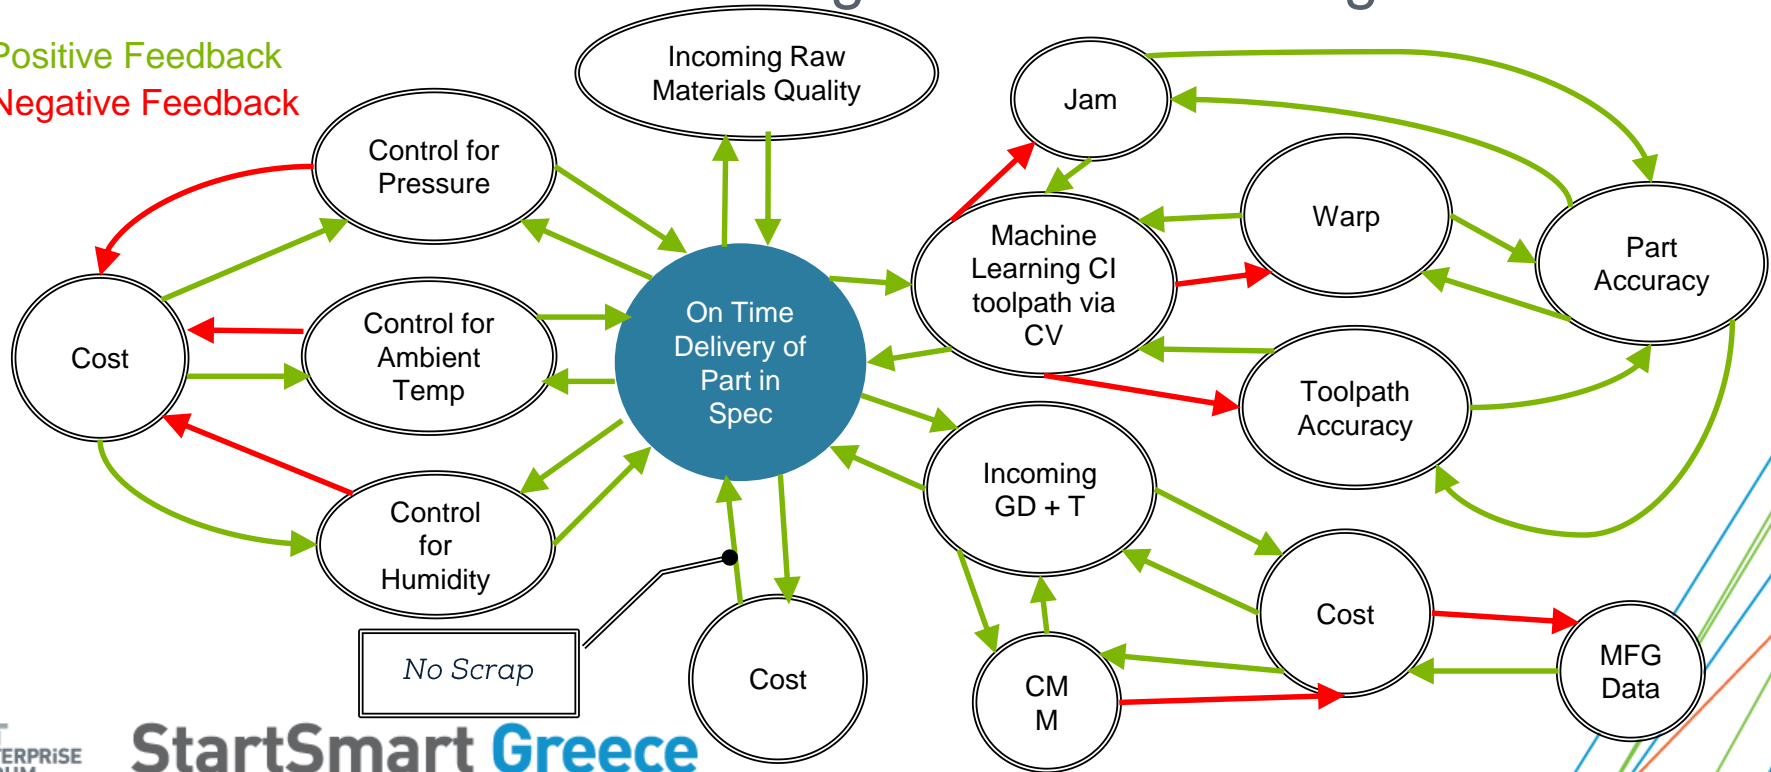 Positive Feedback
Negative Feedback
Incoming Raw
Materials Quality
Jam
Control for
Pressure
Warp
Machine
Learning CI
toolpath via
CV
Part
Accuracy
On Time
Delivery of
Part in
Spec
Control for
Ambient
Temp
Cost
Toolpath
Accuracy
Incoming
GD + T
Control
for
Humidity
No Scrap
Cost
Cost
CM
M
MFG
Data
StartSmart Greece